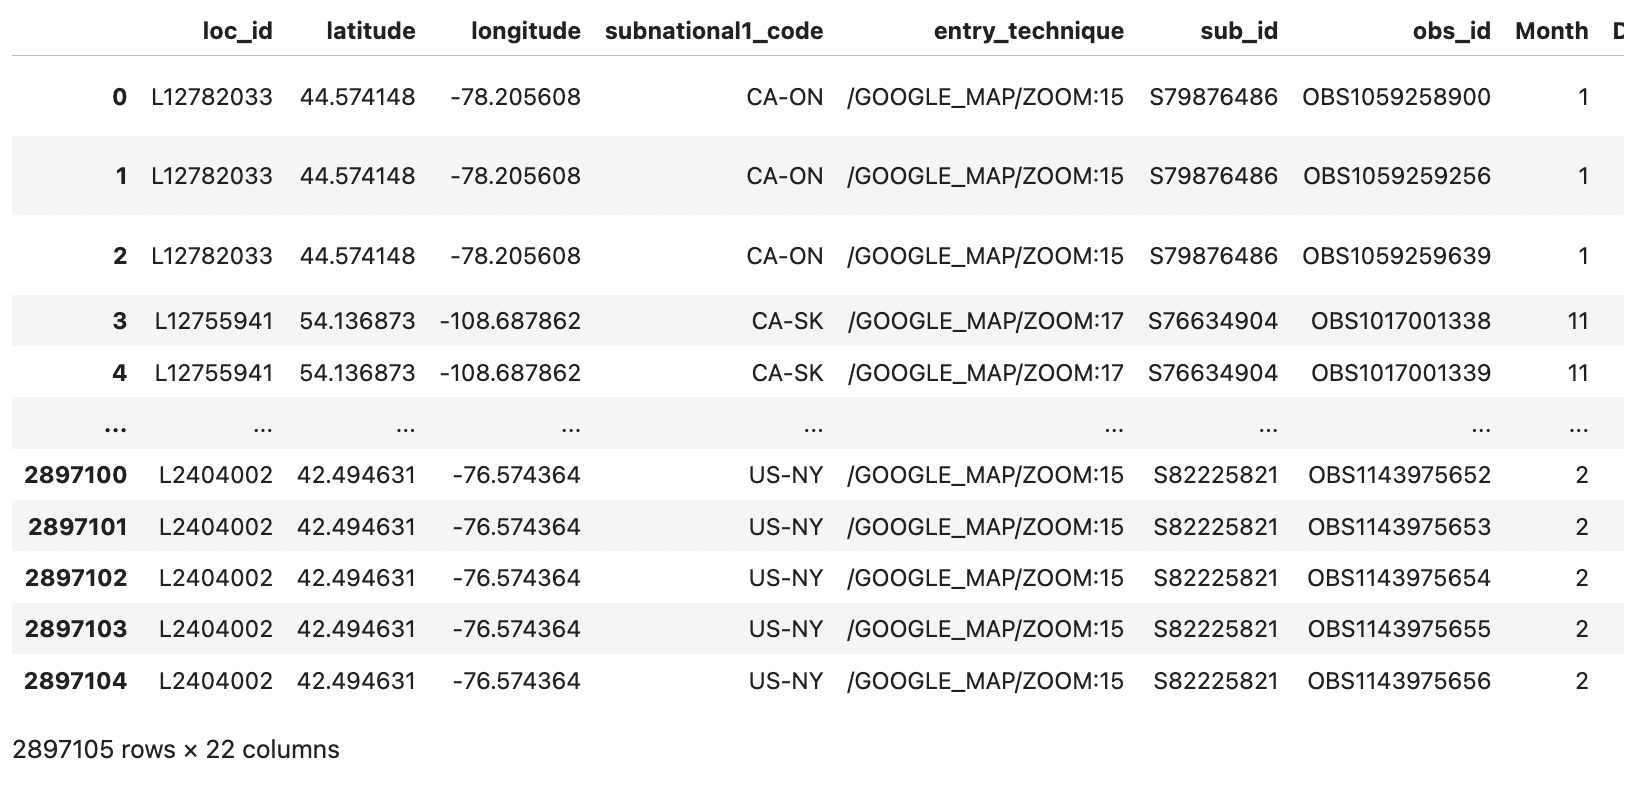 loc_id latitude longitude subnational1_code entry_technique sub_id obs_id Month D
0 L12782033 44.574148 -78.205608 CA-ON /GOOGLE_MAP/ZOOM:15 S79876486 OBS1059258900 1
1 L12782033 44.574148 -78.205608 CA-ON /GOOGLE_MAP/ZOOM:15 S79876486 OBS1059259256 1
2 L12782033 44.574148 -78.205608 CA-ON /GOOGLE_MAP/ZOOM:15 S79876486 OBS1059259639 1
3 L12755941 54.136873 -108.687862 CA-SK /GOOGLE_MAP/ZOOM:17 S76634904 OBS1017001338 11
4 L12755941 54.136873 -108.687862 CA-SK /GOOGLE_MAP/ZOOM:17 S76634904 OBS1017001339 11
... ... ... ... ... ... ... ... ...
2897100 L2404002 42.494631 -76.574364 US-NY /GOOGLE_MAP/ZOOM:15 S82225821 OBS1143975652 2
2897101 L2404002 42.494631 -76.574364 US-NY /GOOGLE_MAP/ZOOM:15 S82225821 OBS1143975653 2
2897102 L2404002 42.494631 -76.574364 US-NY /GOOGLE_MAP/ZOOM:15 S82225821 OBS1143975654 2
2897103 L2404002 42.494631 -76.574364 US-NY /GOOGLE_MAP/ZOOM:15 S82225821 OBS1143975655 2
2897104 L2404002 42.494631 -76.574364 US-NY /GOOGLE_MAP/ZOOM:15 S82225821 OBS1143975656 2
2897105 rows × 22 columns